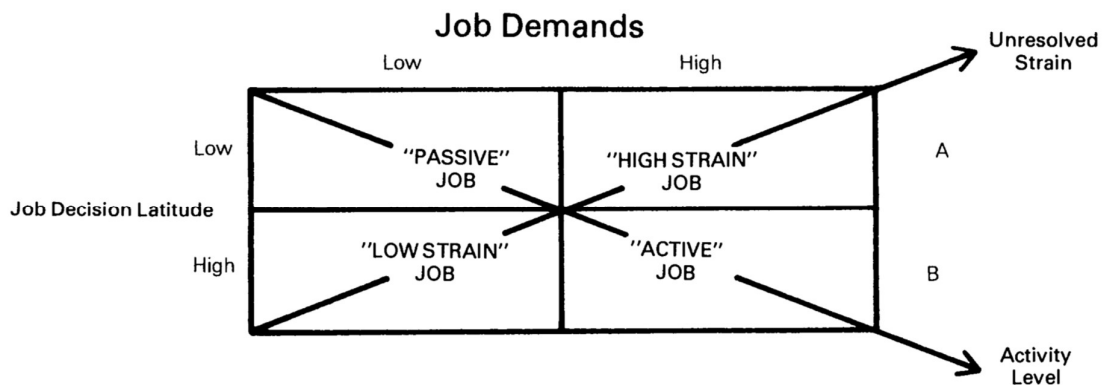 Job Demands
Unresolved
Strain
Low
High
Low
"PASSIVE"
JOB
"HIGH STRAIN"
JOB
A
Job Decision Latitude
High
"LOW STRAIN"
JOB
"ACTIVE"
JOB
B
Activity
Level